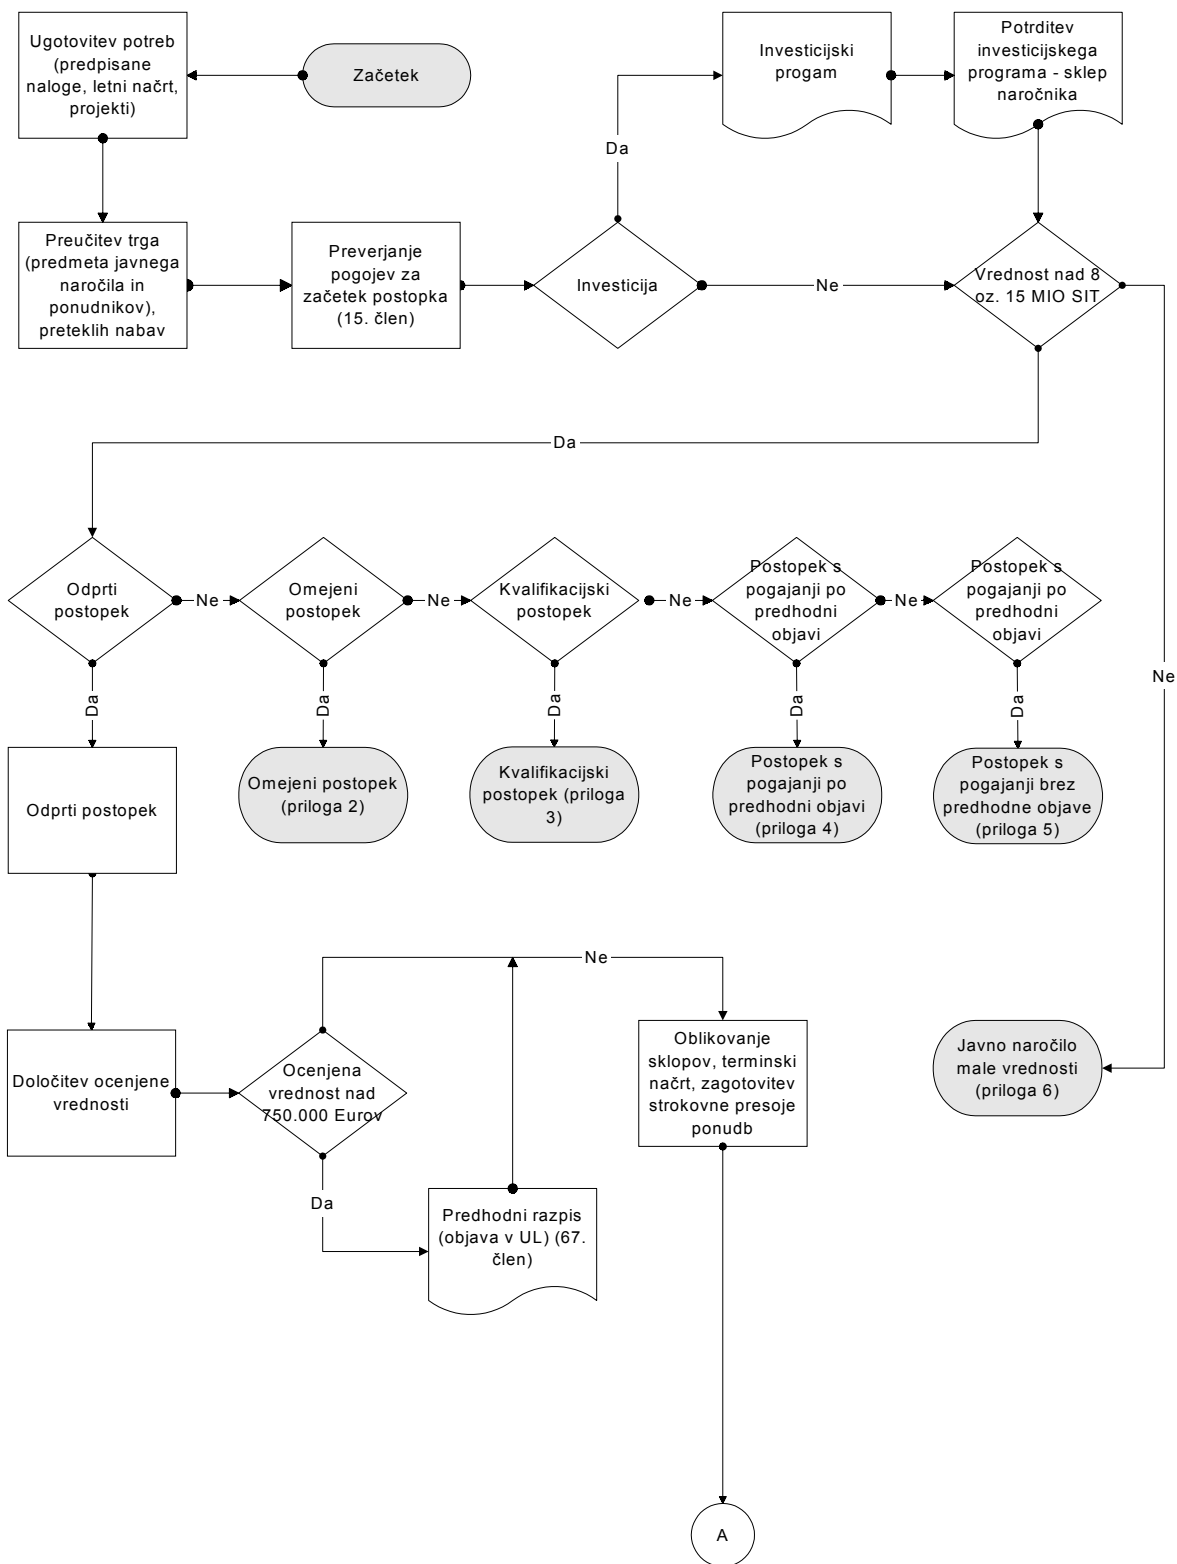 Ugotovitev potreb
(predpisane
naloge, letni načrt,
projekti)
Začetek
Investicijski
progam
Potrditev
investicijskega
programa - sklep
naročnika
Da
Preučitev trga
(predmeta javnega
naročila in
ponudnikov),
preteklih nabav
Preverjanje
pogojev za
začetek postopka
(15. člen)
Investicija
Ne
Vrednost nad 8
oz. 15 MIO SIT
Da
Odprti
postopek
Ne
Omejeni
postopek
Ne
Kvalifikacijski
postopek
Ne
Postopek s
pogajanji po
predhodni
objavi
Ne
Postopek s
pogajanji po
predhodni
objavi
Ne
Da
Da
Da
Da
Da
Odprti postopek
Omejeni postopek
(priloga 2)
Kvalifikacijski
postopek (priloga
3)
Postopek s
pogajanji po
predhodni objavi
(priloga 4)
Postopek s
pogajanji brez
predhodne objave
(priloga 5)
Ne
Določitev ocenjene
vrednosti
Ocenjena
vrednost nad
750.000 Eurov
Oblikovanje
sklopov, terminski
načrt, zagotovitev
strokovne presoje
ponudb
Javno naročilo
male vrednosti
(priloga 6)
Da
Predhodni razpis
(objava v UL) (67.
člen)
A